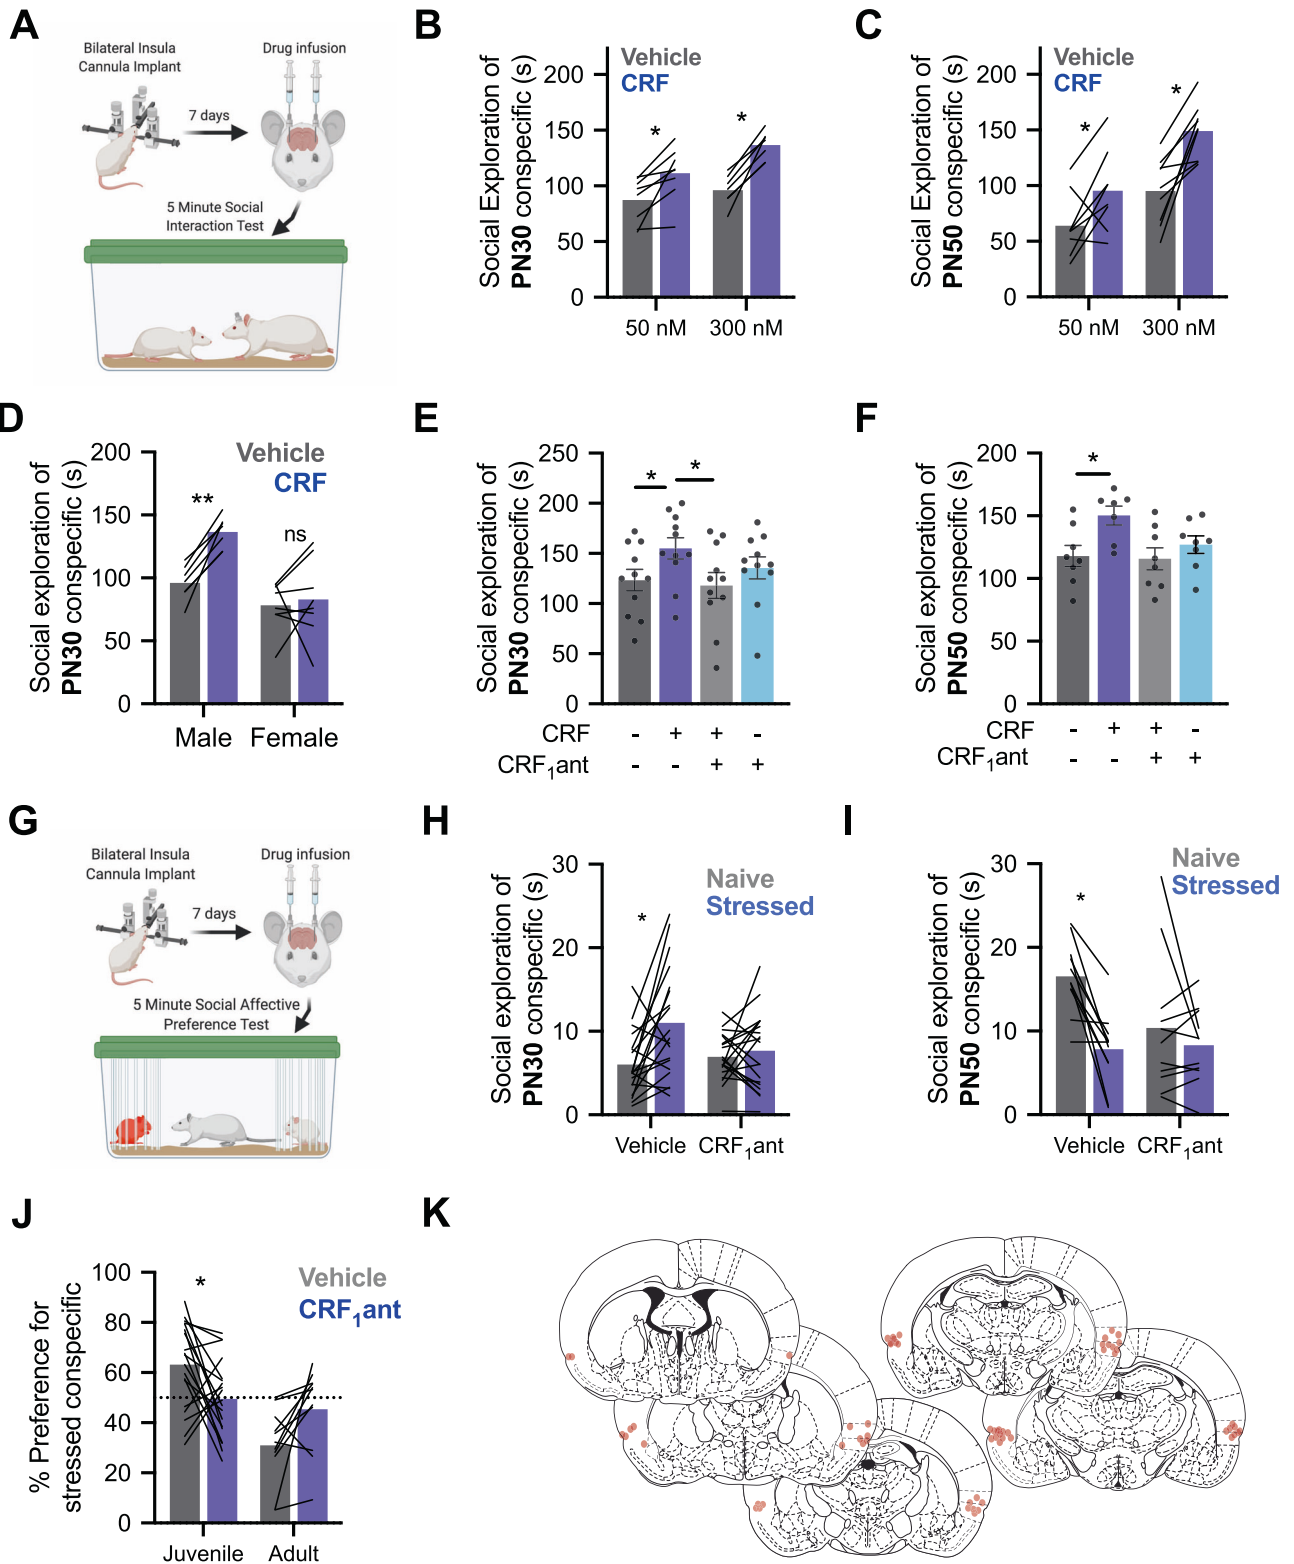 A
Bilateral Insula
Cannula Implant
Drug infusion
7 days
5 Minute Social
Interaction Test
B
Social Exploration of
PN30 conspecific (s)
Vehicle
CRF
200
150
100
50
0
*
*
50 nM
300 nM
C
Social Exploration of
PN50 conspecific (s)
Vehicle
CRF
200
150
100
50
0
*
*
50 nM
300 nM
D
Social exploration of
PN30 conspecific (s)
Vehicle
CRF
200
150
100
50
0
**
ns
Male
Female
E
Social exploration of
PN30 conspecific (s)
250
200
150
100
50
0
*
*
CRF - + + -
CRF1ant - - + +
F
Social exploration of
PN50 conspecific (s)
200
150
100
50
0
*
CRF - + + -
CRF1ant - - + +
G
Bilateral Insula
Cannula Implant
Drug infusion
7 days
5 Minute Social Affective
Preference Test
H
Social exploration of
PN30 conspecific (s)
Naive
Stressed
30
20
10
0
*
Vehicle
CRF1ant
I
Social exploration of
PN50 conspecific (s)
Naive
Stressed
30
20
10
0
*
Vehicle
CRF1ant
J
% Preference for
stressed conspecific
Vehicle
CRF1ant
100
80
60
40
20
0
*
Juvenile
Adult
K